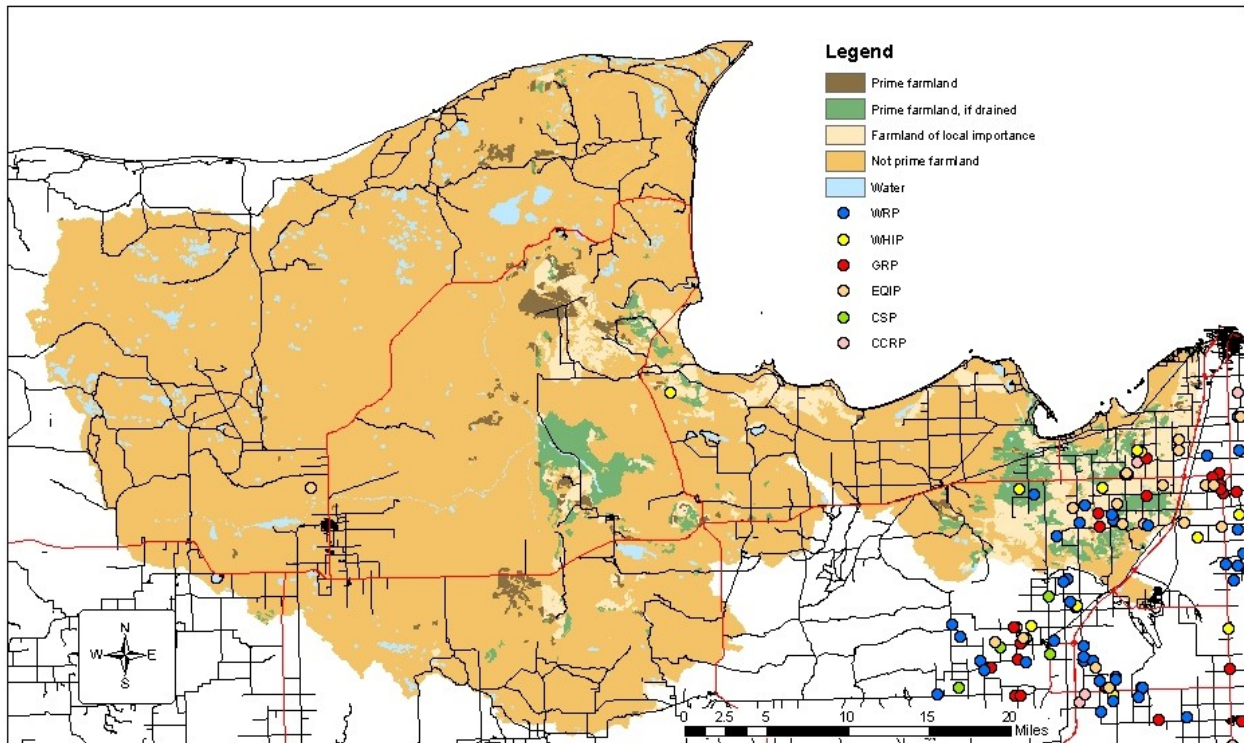 Legend
Prime farmland
Prime farmland, if drained
Farmland of local importance
Not prime farmland
Water
WRP
WHIP
GRP
EQIP
CSP
CCRP
N
W E
S
0 2.5 5 10 15 20
Miles